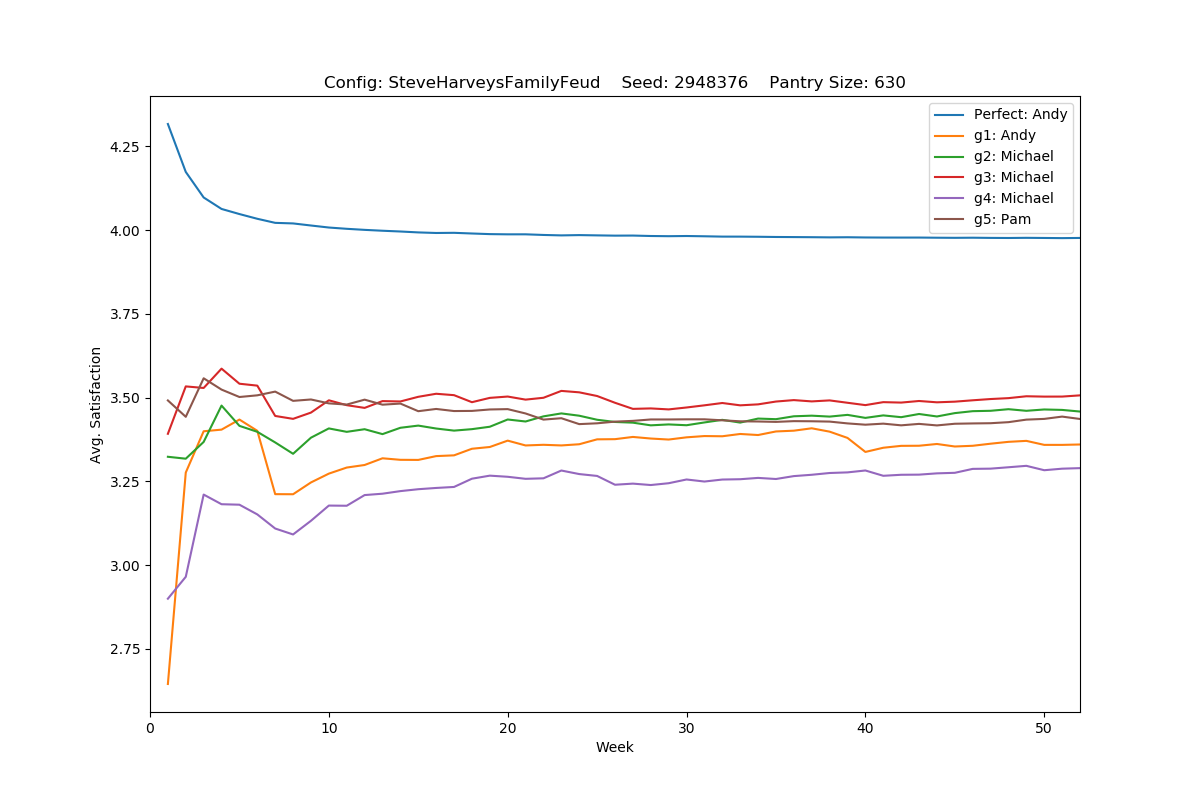 Config: SteveHarveysFamilyFeud    Seed: 2948376    Pantry Size: 630
Perfect: Andy
g1: Andy
g2: Michael
g3: Michael
g4: Michael
g5: Pam
Avg. Satisfaction
4.25
4.00
3.75
3.50
3.25
3.00
2.75
0 10 20 30 40 50
Week